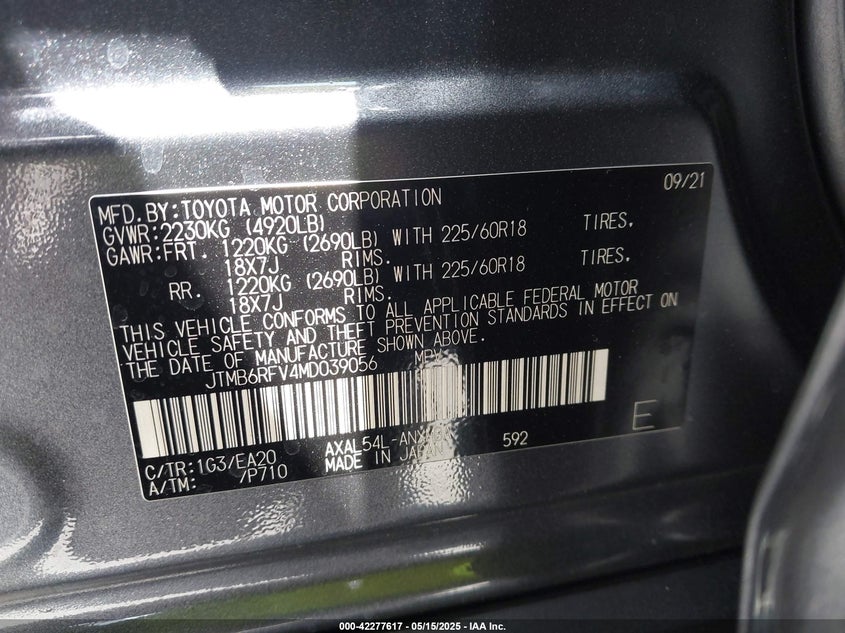 09/21
MFD. BY: TOYOTA MOTOR CORPORATION
GVWR: 2230KG (4920LB)
GAWR: FRT. 1220KG (2690LB) WITH 225/60R18 TIRES.
18X7J RIMS.
RR. 1220KG (2690LB) WITH 225/60R18 TIRES.
18X7J RIMS.
THIS VEHICLE CONFORMS TO ALL APPLICABLE FEDERAL MOTOR
VEHICLE SAFETY AND THEFT PREVENTION STANDARDS IN EFFECT ON
THE DATE OF MANUFACTURE SHOWN ABOVE.
JTMB6RFV4MD039056 MPV
E
C/TR: 1G3/EA20 592
A/TM: /P710 MADE IN JAPAN
000-42277617 - 05/15/2025 - IAA Inc.